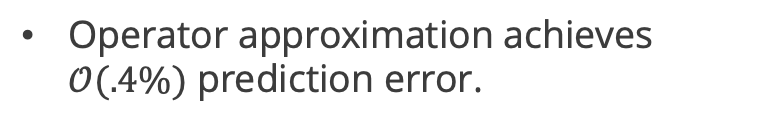 • Operator approximation achieves
𝒪(.4%) prediction error.